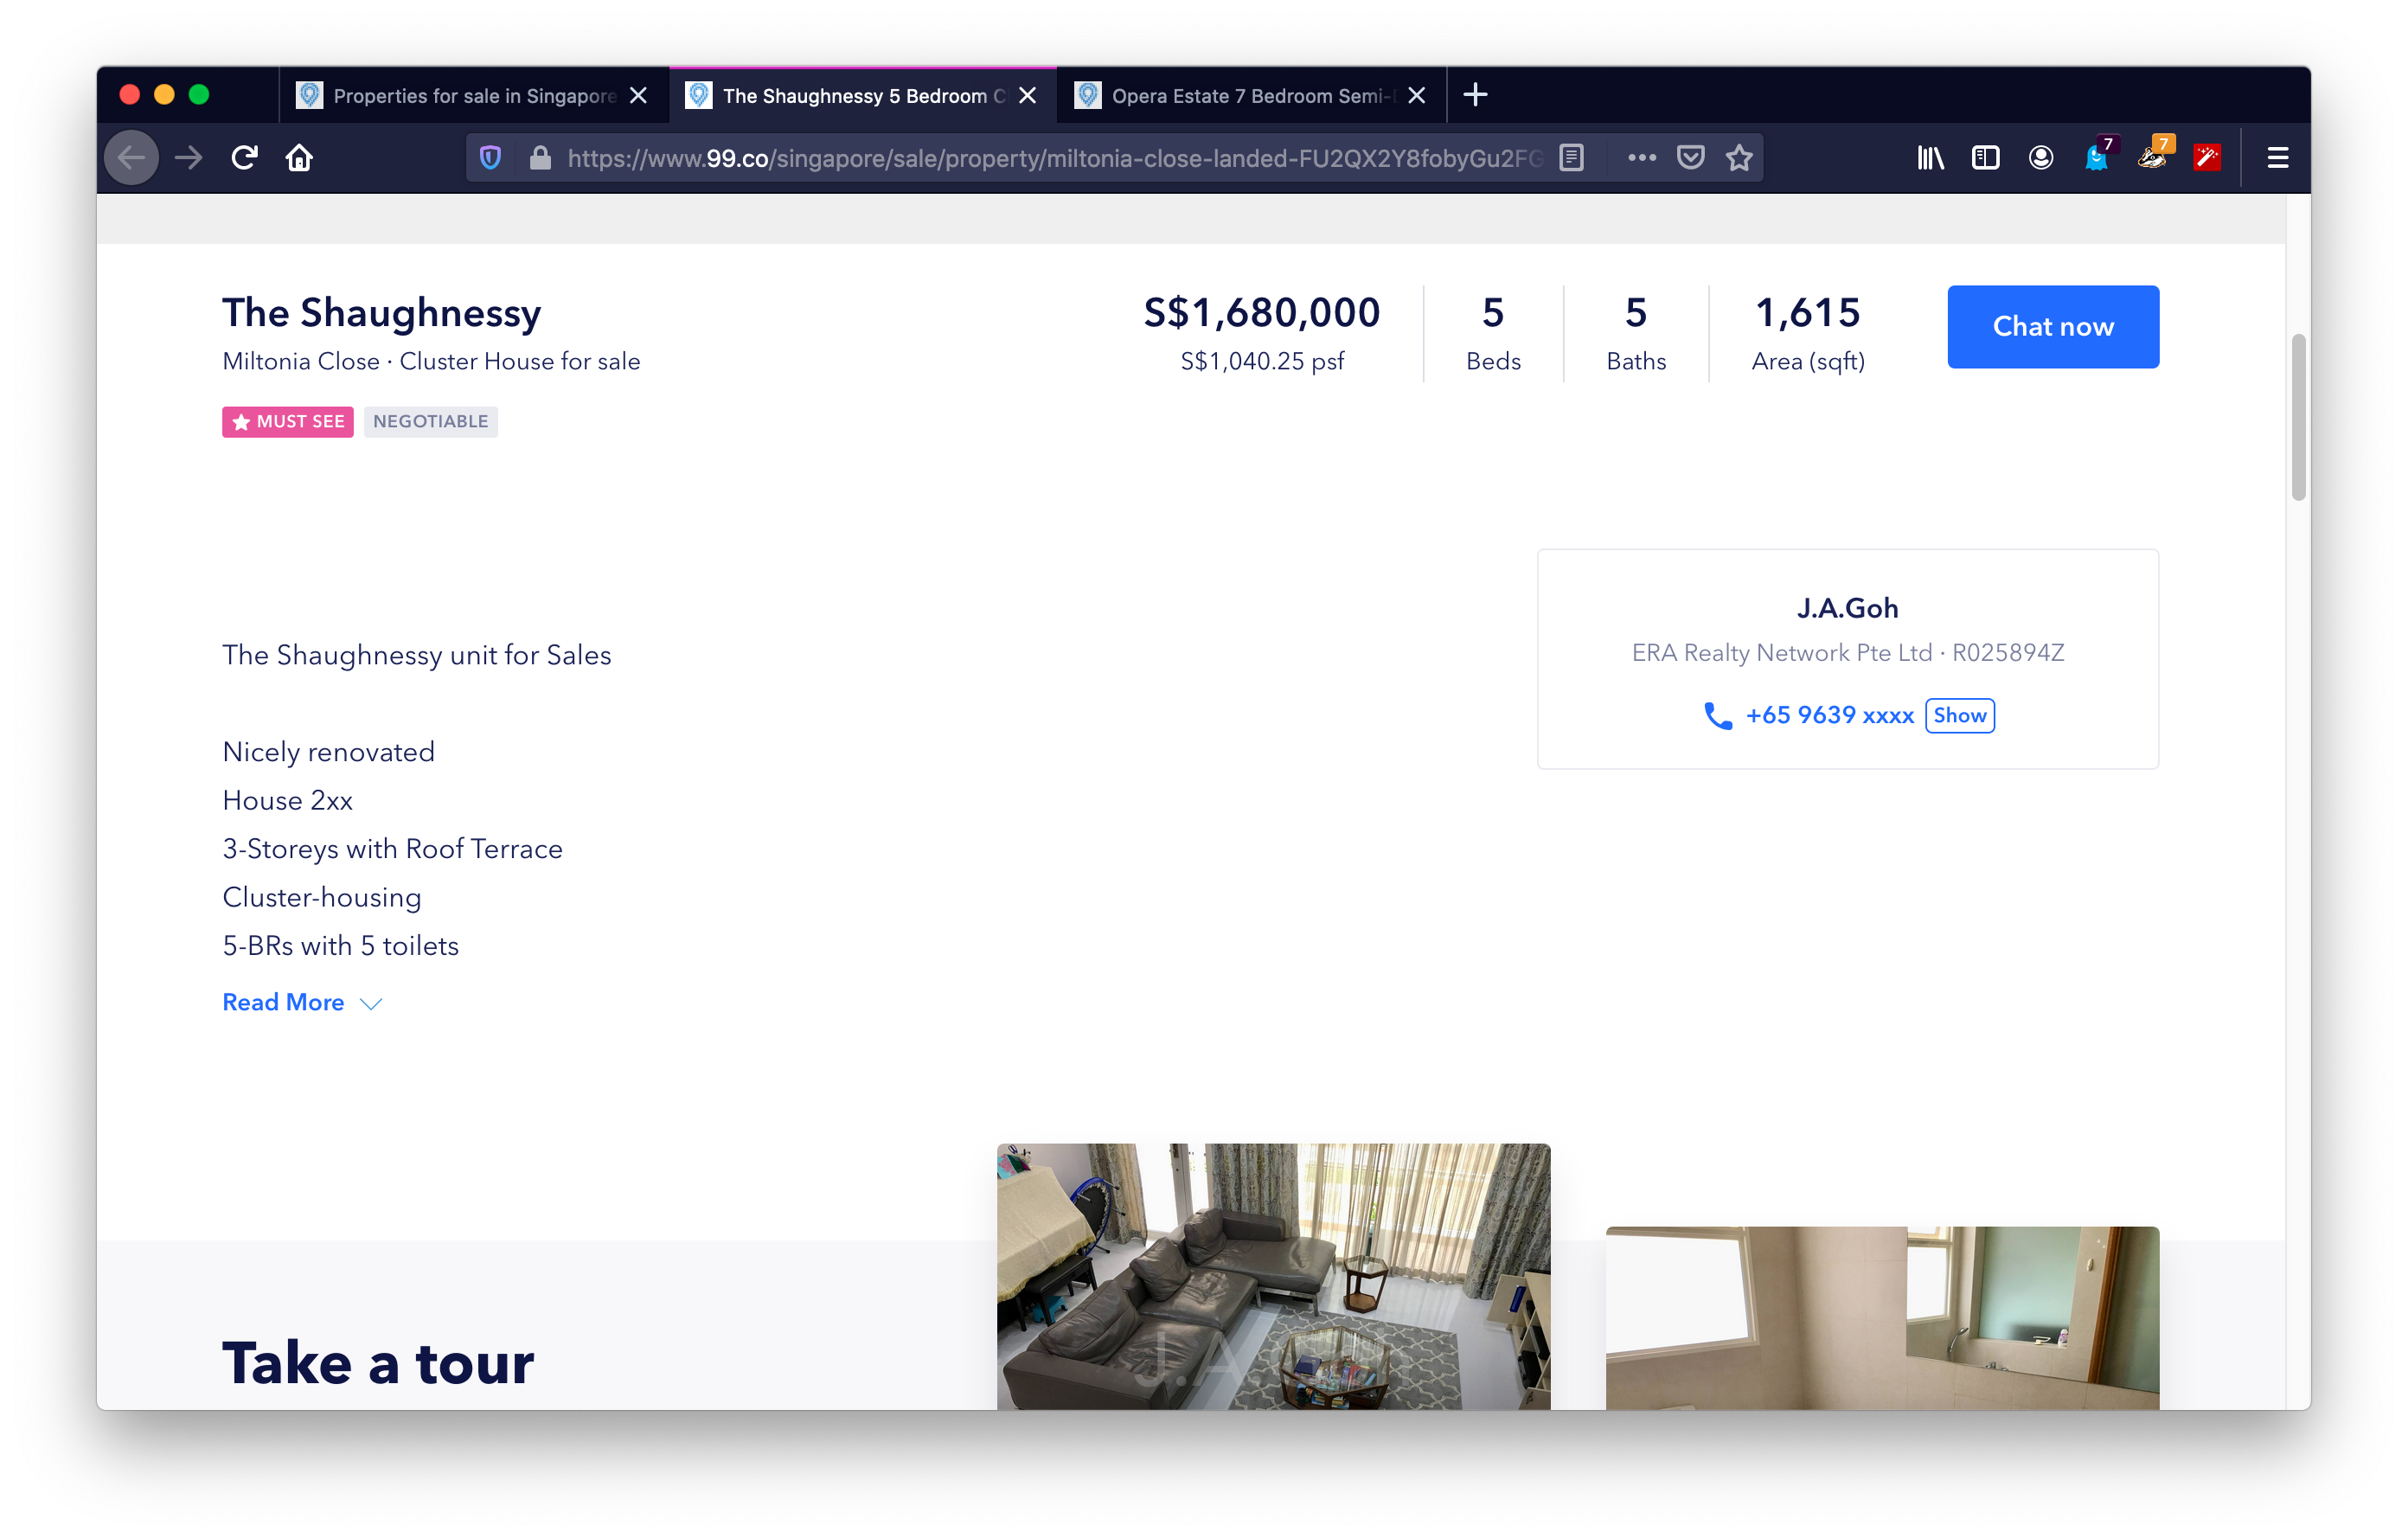 Properties for sale in Singapore
The Shaughnessy 5 Bedroom C
Opera Estate 7 Bedroom Semi-
https://www.99.co/singapore/sale/property/miltonia-close-landed-FU2QX2Y8fobyGu2FG
7
7
The Shaughnessy
Miltonia Close · Cluster House for sale
MUST SEE
NEGOTIABLE
S$1,680,000
S$1,040.25 psf
5
Beds
5
Baths
1,615
Area (sqft)
Chat now
The Shaughnessy unit for Sales
Nicely renovated
House 2xx
3-Storeys with Roof Terrace
Cluster-housing
5-BRs with 5 toilets
Read More
J.A.Goh
ERA Realty Network Pte Ltd · R025894Z
+65 9639 xxxx Show
Take a tour
J.A